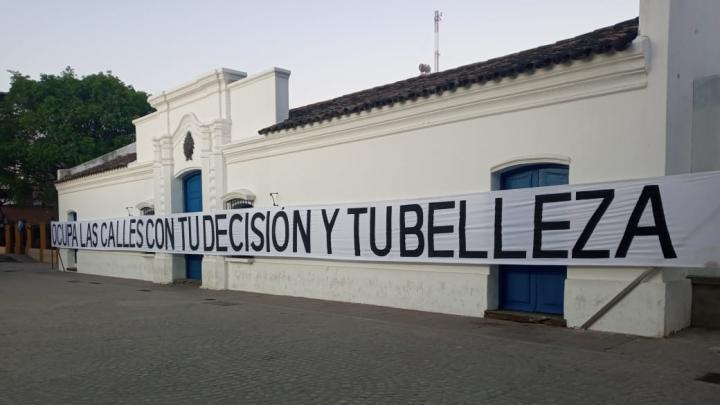 OCUPA LAS CALLES CON TU DECISIÓN Y TU BELLEZA